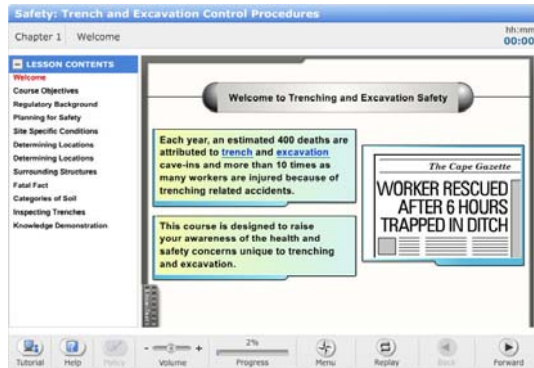 Safety: Trench and Excavation Control Procedures
Chapter 1 Welcome
hh:mm
00:00
LESSON CONTENTS
Welcome
Course Objectives
Regulatory Background
Planning for Safety
Site Specific Conditions
Determining Locations
Determining Locations
Surrounding Structures
Fatal Fact
Categories of Soil
Inspecting Trenches
Knowledge Demonstration
Welcome to Trenching and Excavation Safety
Each year, an estimated 400 deaths are
attributed to trench and excavation
cave-ins and more than 10 times as
many workers are injured because of
trenching related accidents.
This course is designed to raise
your awareness of the health and
safety concerns unique to trenching
and excavation.
The Cape Gazette
WORKER RESCUED
AFTER 6 HOURS
TRAPPED IN DITCH
- +
2%
Tutorial Help Policy Volume Progress Menu Replay Back Forward